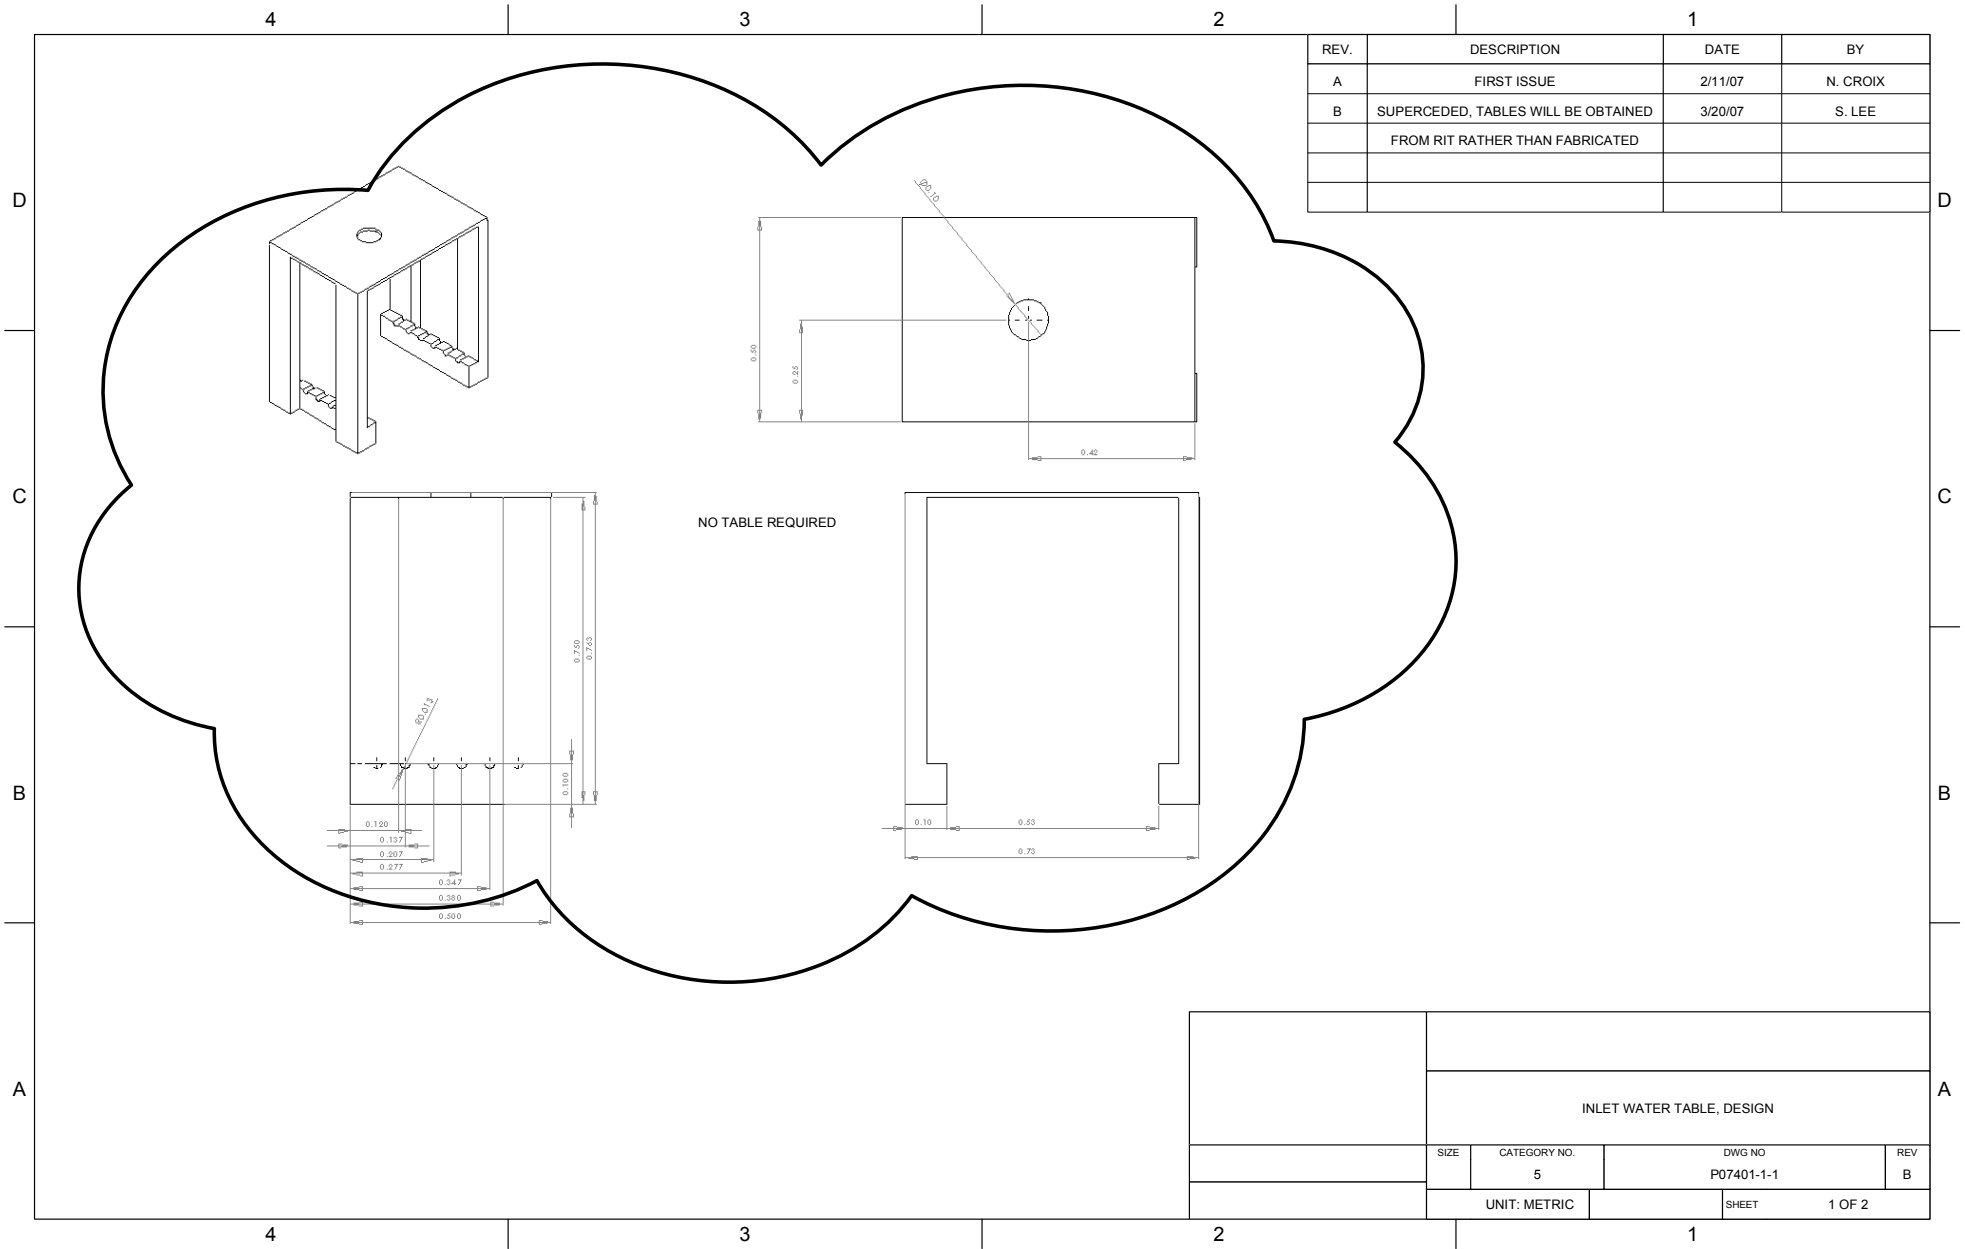 4 3 2 1
REV. DESCRIPTION DATE BY
A FIRST ISSUE 2/11/07 N. CROIX
B SUPERCEDED, TABLES WILL BE OBTAINED 3/20/07 S. LEE
FROM RIT RATHER THAN FABRICATED
D D
Ø0.10
0.50
0.25
0.42
C C
NO TABLE REQUIRED
0.750
0.763
R0.013
0.100
B B
0.120
0.137
0.207
0.277
0.347
0.380
0.500
0.10 0.53
0.73
A A
INLET WATER TABLE, DESIGN
SIZE CATEGORY NO. DWG NO REV
5 P07401-1-1 B
UNIT: METRIC SHEET 1 OF 2
4 3 2 1